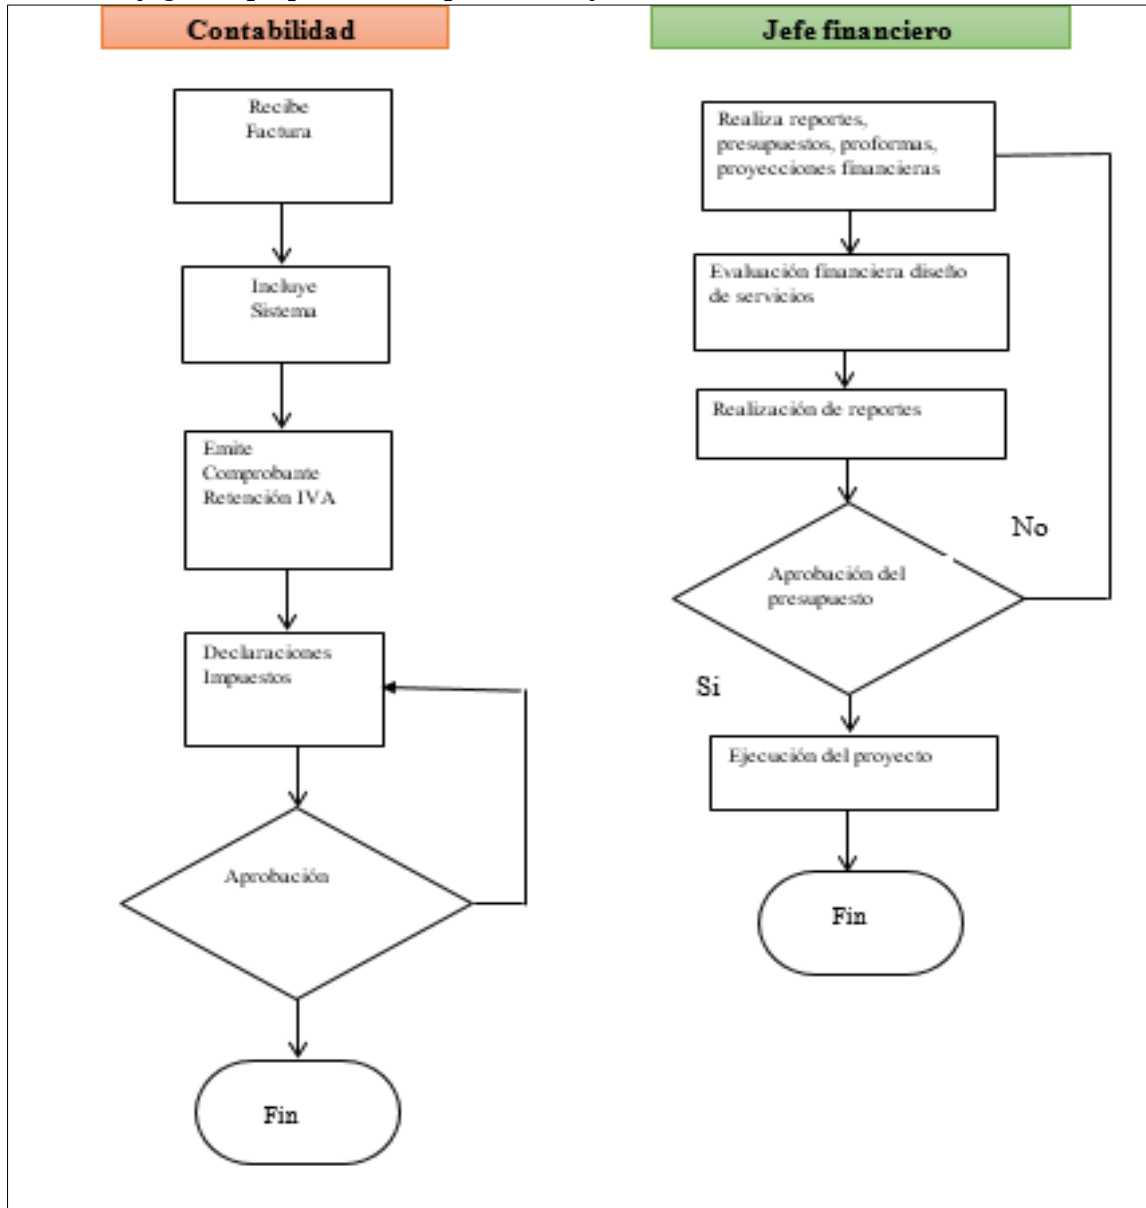 Contabilidad
Recibe
Factura
Incluye
Sistema
Emite
Comprobante
Retención IVA
Declaraciones
Impuestos
Aprobación
Fin
Jefe financiero
Realiza reportes,
presupuestos, proformas,
proyecciones financieras
Evaluación financiera diseño
de servicios
Realización de reportes
No
Aprobación del
presupuesto
Si
Ejecución del proyecto
Fin